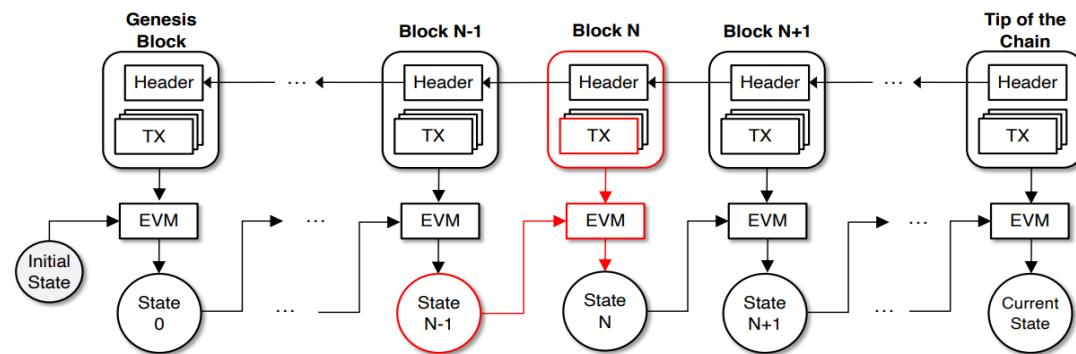 Genesis
Block
Block N-1
Block N
Block N+1
Tip of the
Chain
Header
...
Header
Header
Header
...
Header
TX
TX
TX
TX
TX
EVM
...
EVM
EVM
EVM
...
EVM
Initial
State
State
0
...
State
N-1
State
N
State
N+1
...
Current
State